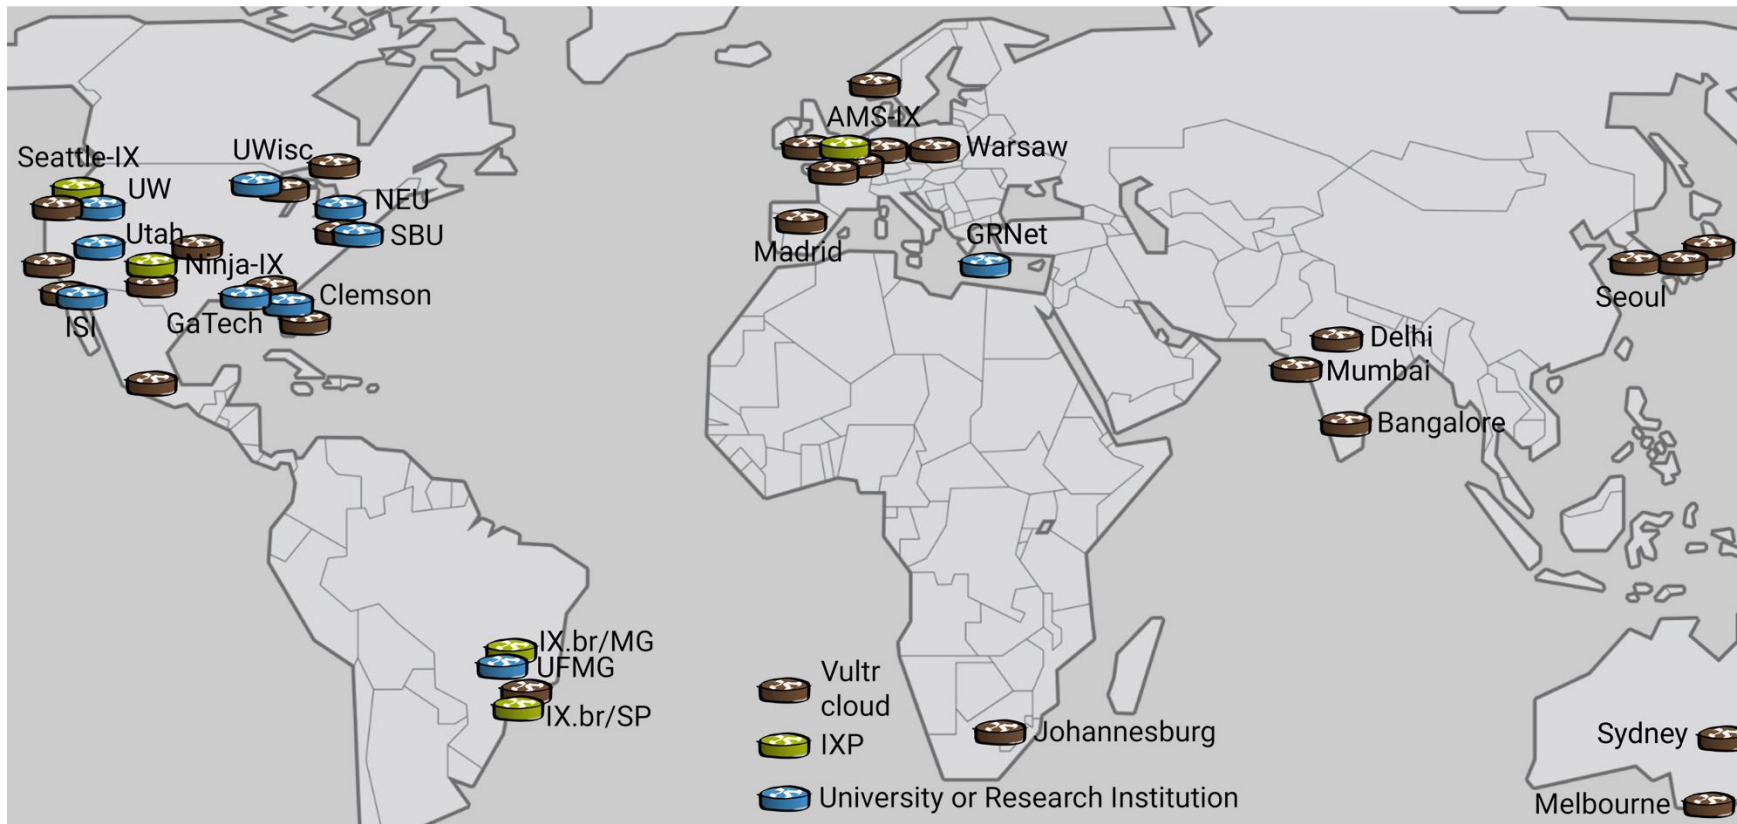 AMS-IX
UWisc
Warsaw
Seattle-IX
UW
NEU
Utah
SBU
Madrid
GRNet
Ninja-IX
Clemson
ISI
GaTech
Seoul
Delhi
Mumbai
Bangalore
IX.br/MG
UFMG
IX.br/SP
Vultr
cloud
IXP
University or Research Institution
Johannesburg
Sydney
Melbourne